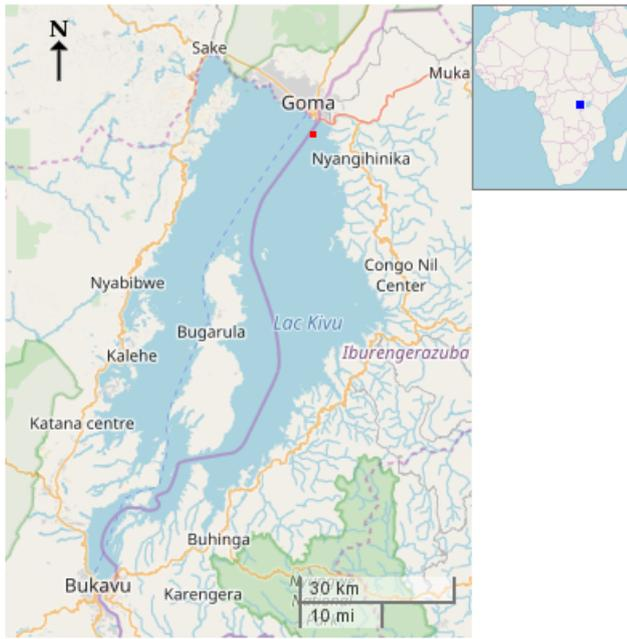 N
Sake
Muka
Goma
Nyangihinika
Congo Nil
Center
Nyabibwe
Bugarula
Lac Kivu
Kalehe
Iburengerazuba
Katana centre
Buhinga
Bukavu
Karengera
30 km
National
10 mi